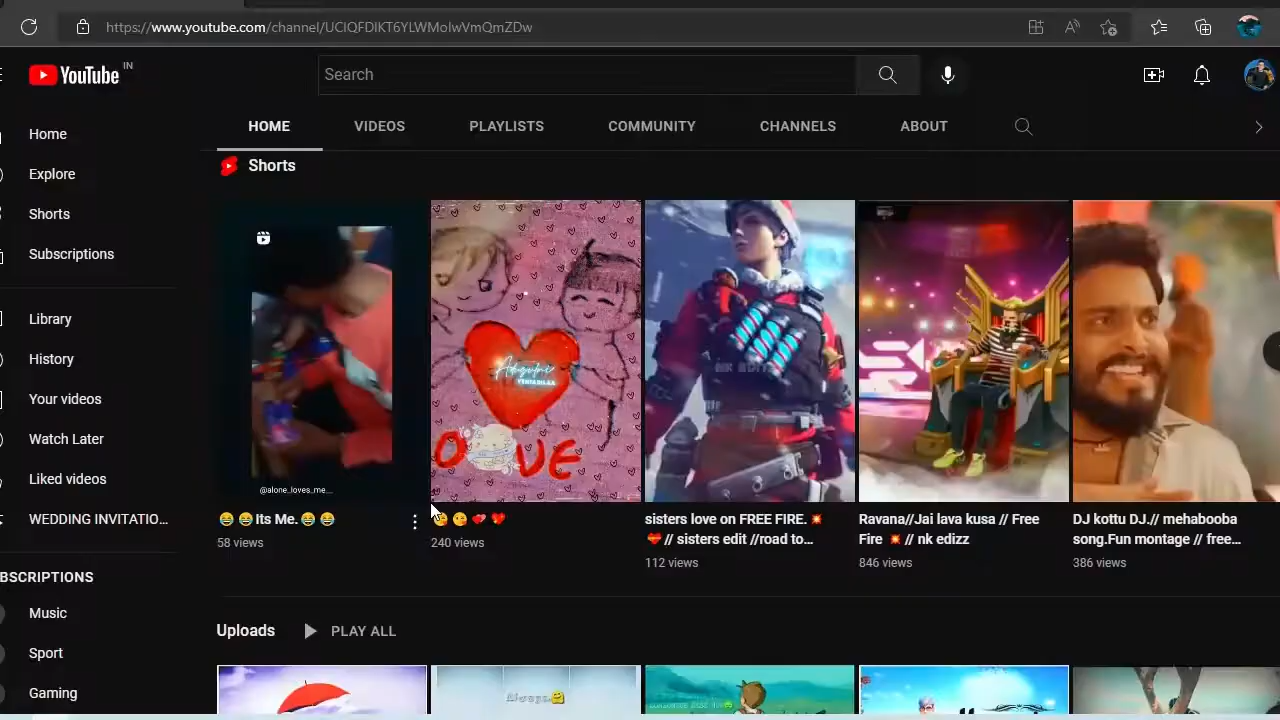 https://www.youtube.com/channel/UClQFDlKT6YLWMolwVmQmZDw
YouTube IN
Search
HOME VIDEOS PLAYLISTS COMMUNITY CHANNELS ABOUT
Home
Explore
Shorts
Subscriptions
Library
History
Your videos
Watch Later
Liked videos
WEDDING INVITATIO...
BSCRIPTIONS
Music
Sport
Gaming
Shorts
@alone_loves_me...
😂 😂 Its Me. 😂 😂
58 views
😘 😘 💞 💖
240 views
sisters love on FREE FIRE. 💥
❤️‍🩹 // sisters edit //road to...
112 views
Ravana//Jai lava kusa // Free
Fire 💥 // nk edizz
846 views
DJ kottu DJ.// mehabooba
song.Fun montage // free...
386 views
Uploads PLAY ALL
Always..🤗